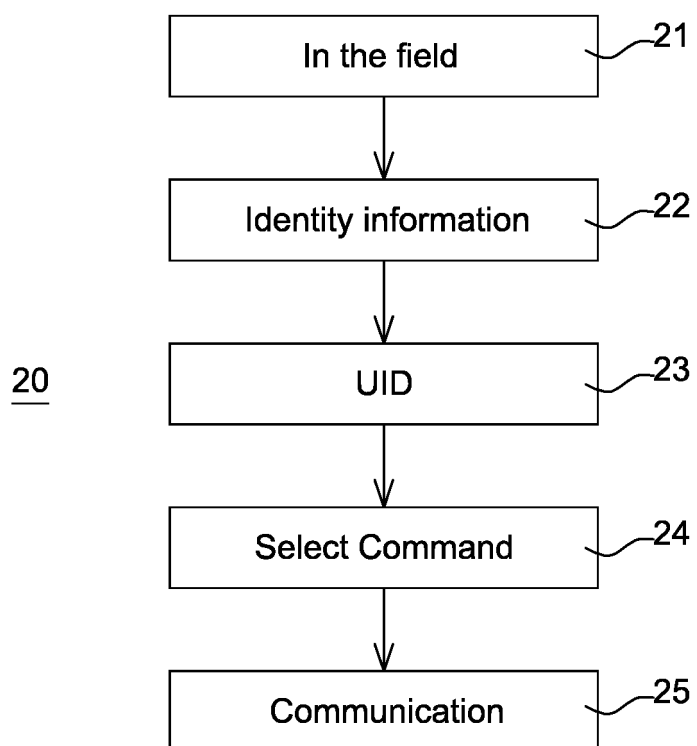 In the field
21
Identity information
22
20
UID
23
Select Command
24
Communication
25